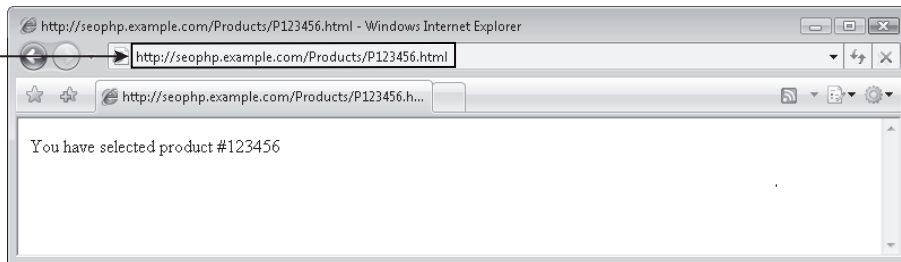 http://seophp.example.com/Products/P123456.html - Windows Internet Explorer
http://seophp.example.com/Products/P123456.html
http://seophp.example.com/Products/P123456.h...
You have selected product #123456